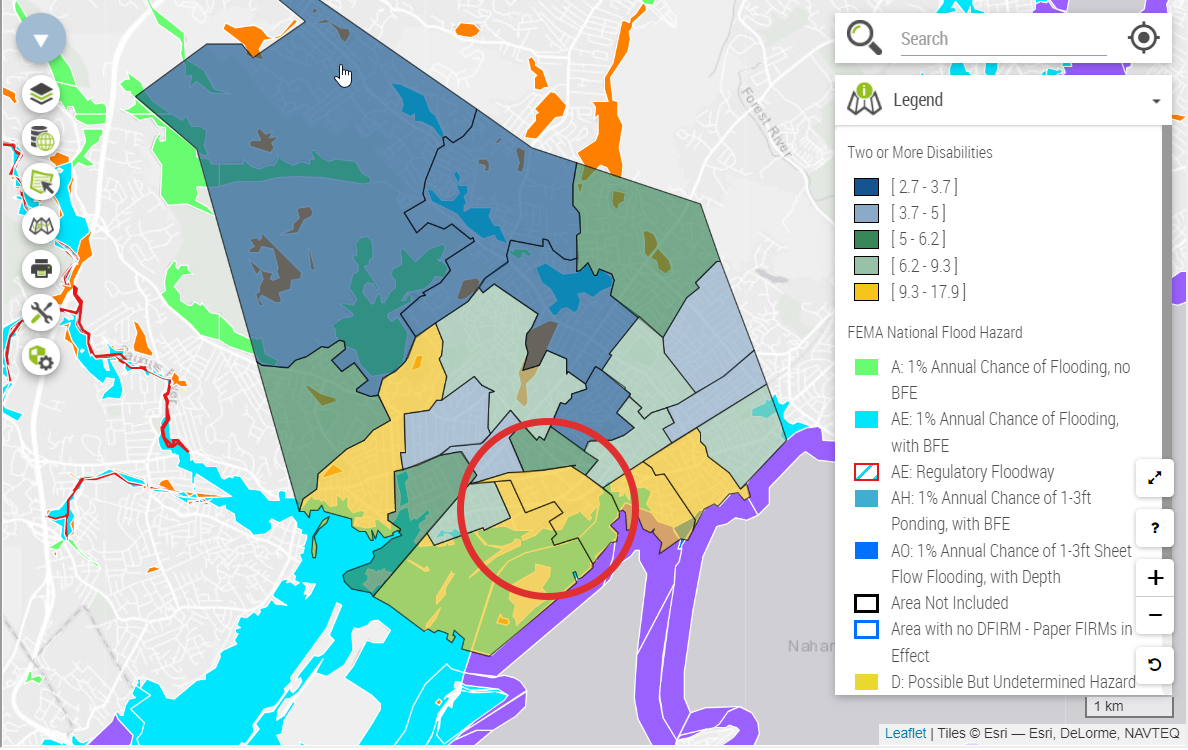 Search
Legend
Two or More Disabilities
[ 2.7 - 3.7 ]
[ 3.7 - 5 ]
[ 5 - 6.2 ]
[ 6.2 - 9.3 ]
[ 9.3 - 17.9 ]
FEMA National Flood Hazard
A: 1% Annual Chance of Flooding, no
BFE
AE: 1% Annual Chance of Flooding,
with BFE
AE: Regulatory Floodway
AH: 1% Annual Chance of 1-3ft
Ponding, with BFE
AO: 1% Annual Chance of 1-3ft Sheet
Flow Flooding, with Depth
Area Not Included
Area with no DFIRM - Paper FIRMs in
Effect
D: Possible But Undetermined Hazard
Forest River
Saugus River
Nahan
?
+
−
1 km
Leaflet | Tiles © Esri — Esri, DeLorme, NAVTEQ